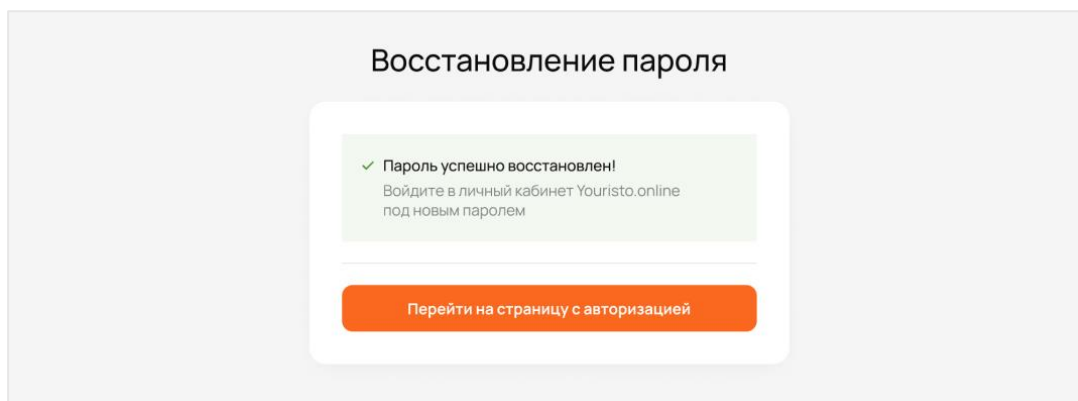 Восстановление пароля
Пароль успешно восстановлен!
Войдите в личный кабинет Youristo.online
под новым паролем
Перейти на страницу с авторизацией